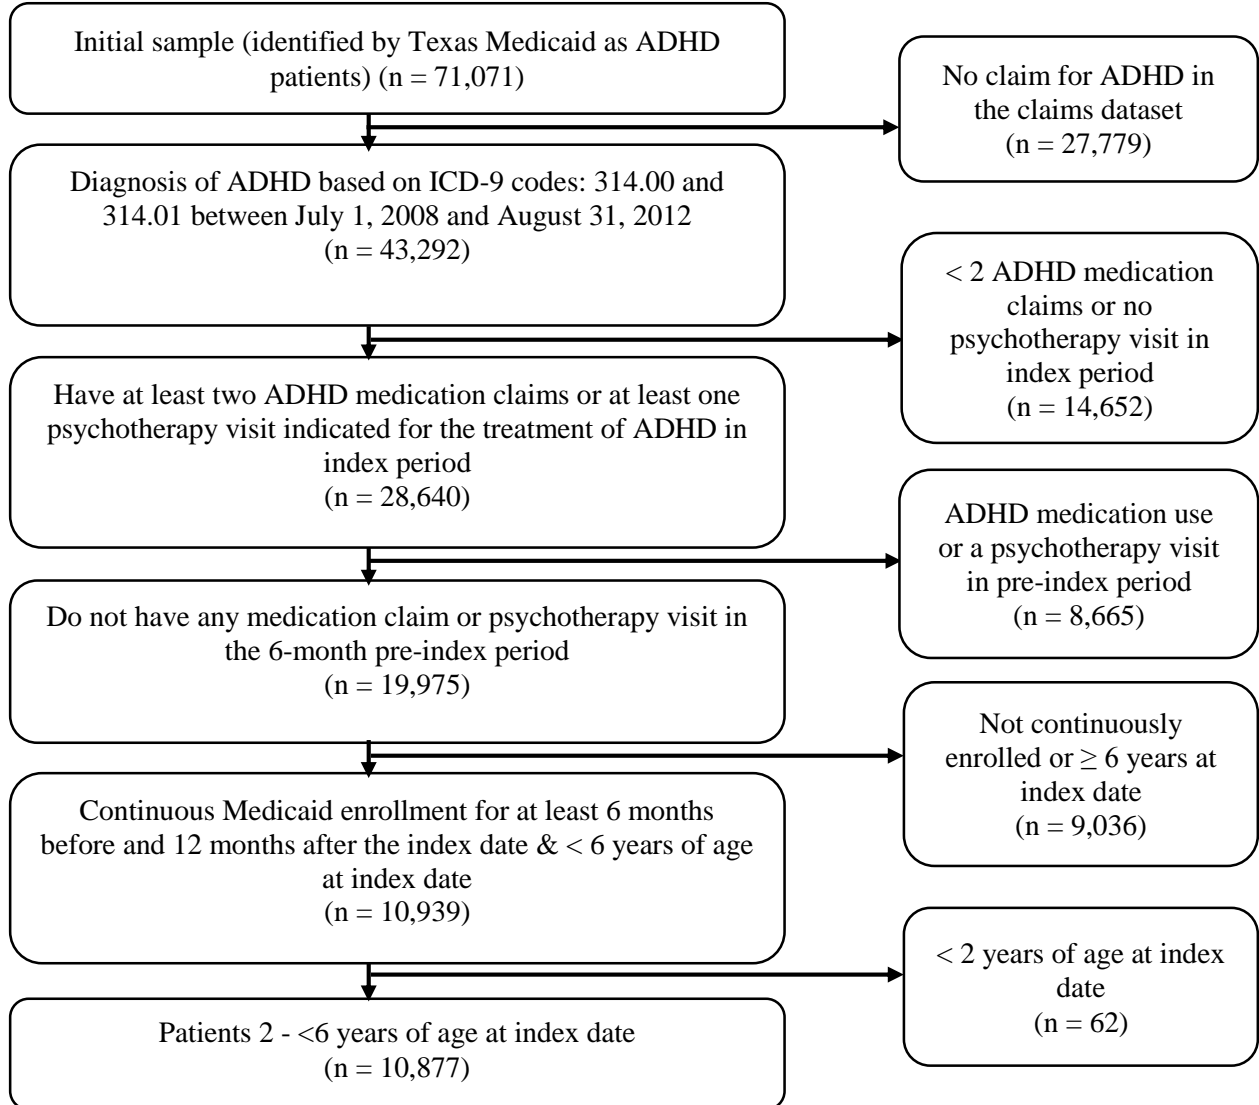 Initial sample (identified by Texas Medicaid as ADHD
patients) (n = 71,071)
No claim for ADHD in
the claims dataset
(n = 27,779)
Diagnosis of ADHD based on ICD-9 codes: 314.00 and
314.01 between July 1, 2008 and August 31, 2012
(n = 43,292)
< 2 ADHD medication
claims or no
psychotherapy visit in
index period
(n = 14,652)
Have at least two ADHD medication claims or at least one
psychotherapy visit indicated for the treatment of ADHD in
index period
(n = 28,640)
ADHD medication use
or a psychotherapy visit
in pre-index period
(n = 8,665)
Do not have any medication claim or psychotherapy visit in
the 6-month pre-index period
(n = 19,975)
Not continuously
enrolled or ≥ 6 years at
index date
(n = 9,036)
Continuous Medicaid enrollment for at least 6 months
before and 12 months after the index date & < 6 years of age
at index date
(n = 10,939)
< 2 years of age at index
date
(n = 62)
Patients 2 - <6 years of age at index date
(n = 10,877)